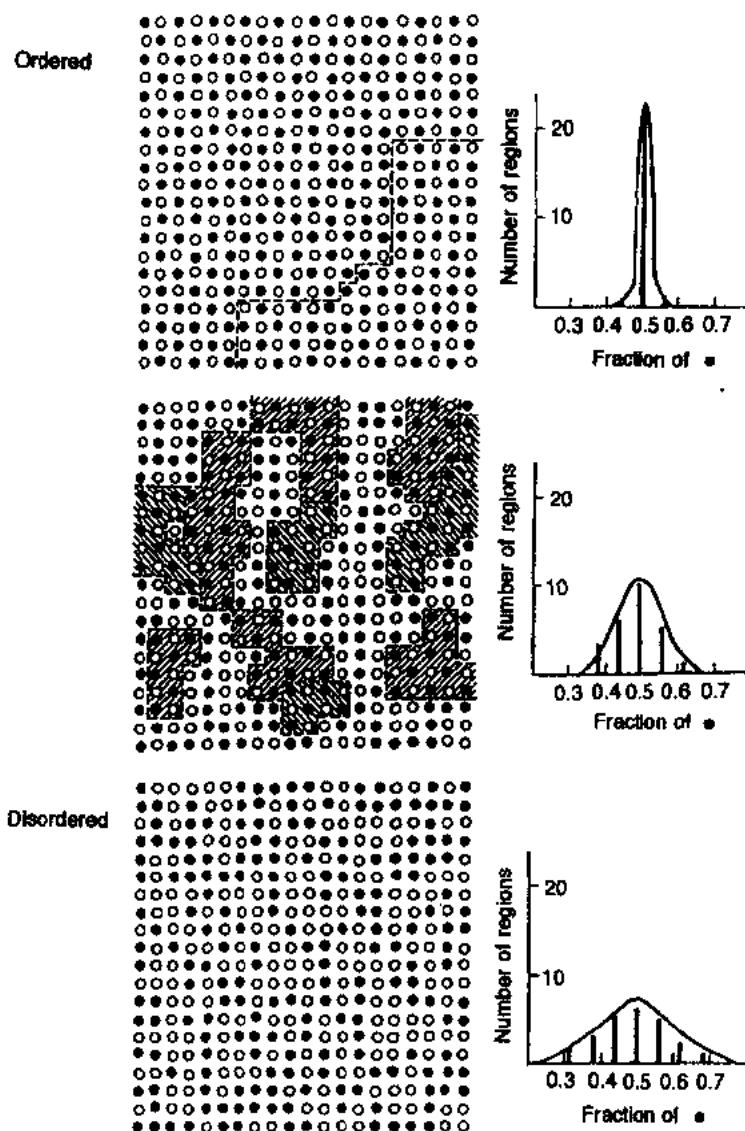 Ordered
Number of regions
20
10
0.3 0.4 0.5 0.6 0.7
Fraction of ●
Number of regions
20
10
0.3 0.4 0.5 0.6 0.7
Fraction of ●
Disordered
Number of regions
20
10
0.3 0.4 0.5 0.6 0.7
Fraction of ●